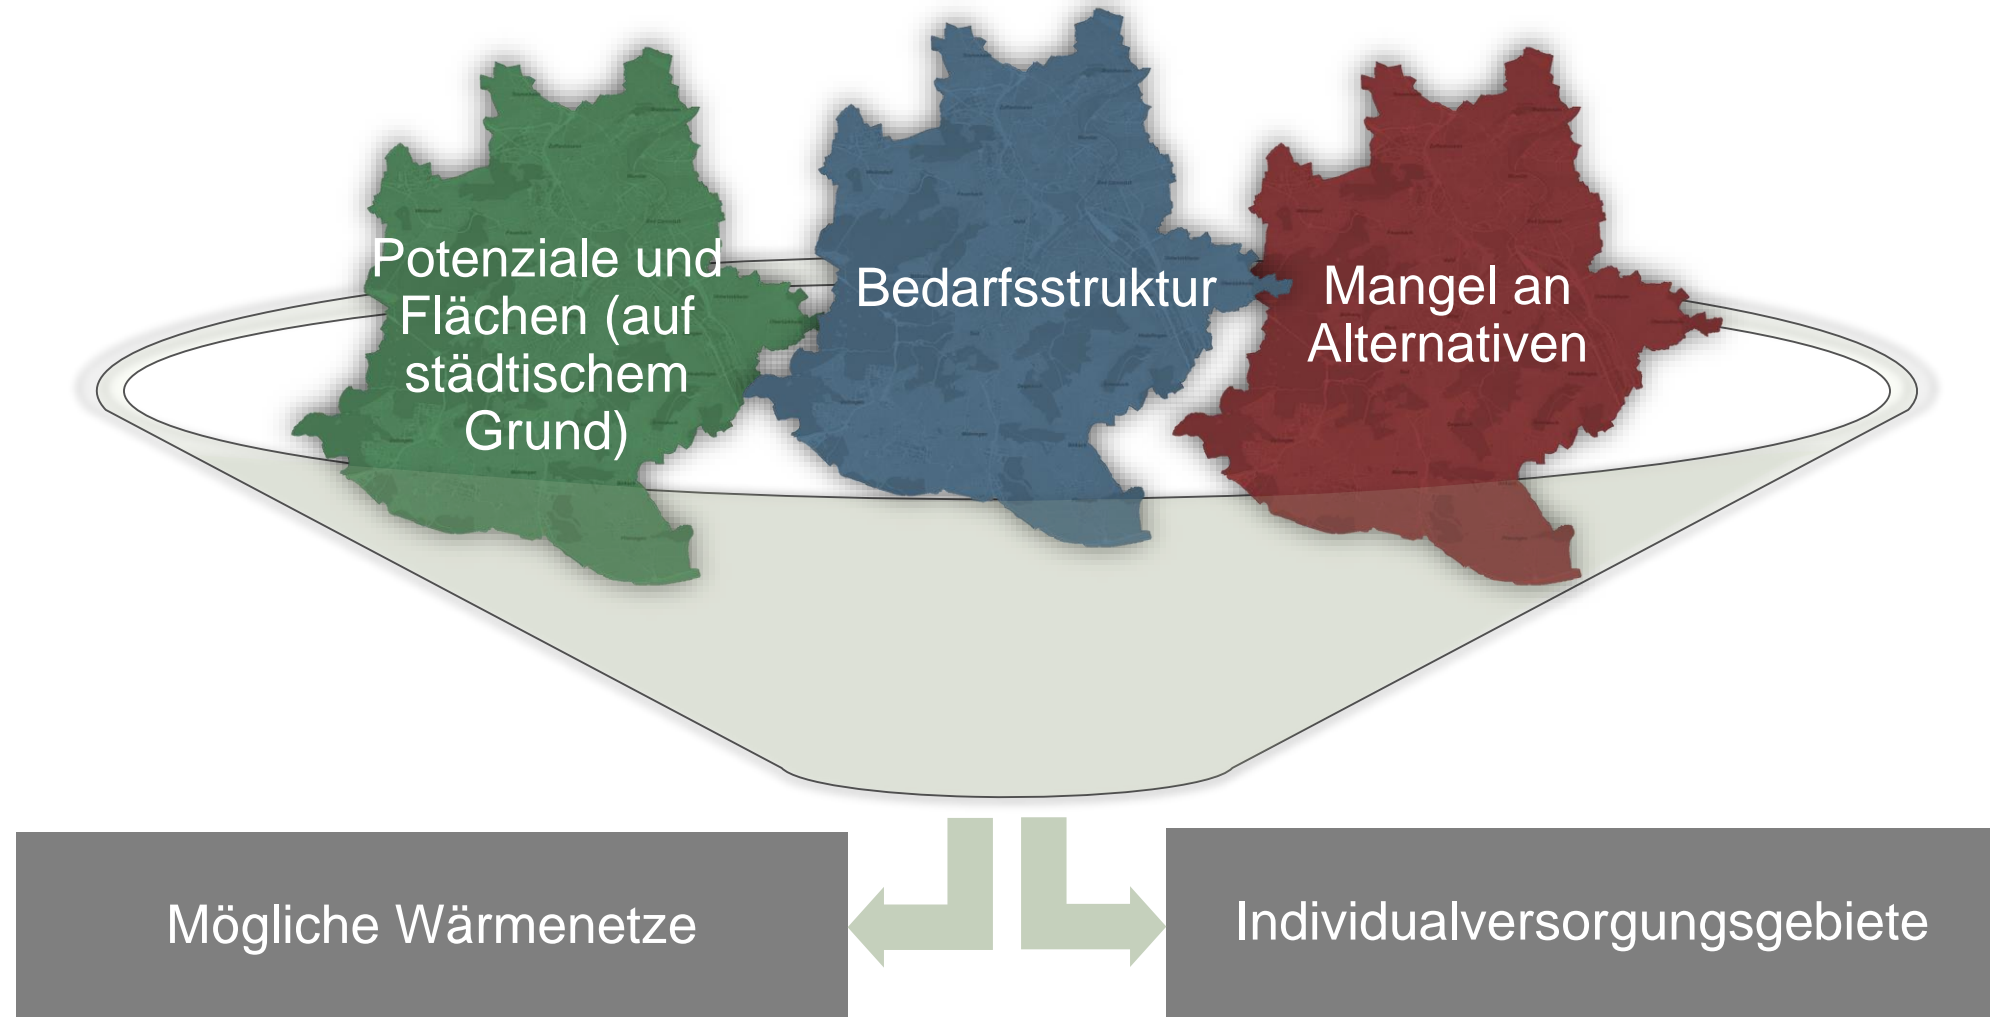 Potenziale und
Flächen (auf
städtischem
Grund)
Bedarfsstruktur
Mangel an
Alternativen
Mögliche Wärmenetze
Individualversorgungsgebiete